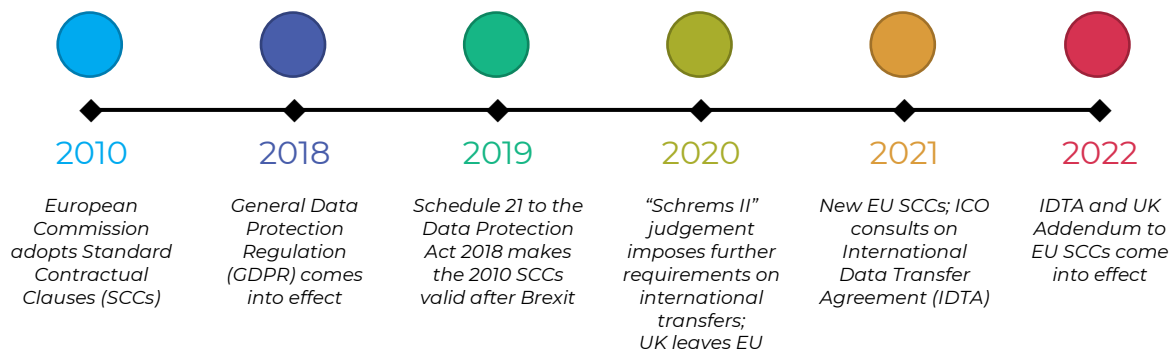 2010
European
Commission
adopts Standard
Contractual
Clauses (SCCs)
2018
General Data
Protection
Regulation
(GDPR) comes
into effect
2019
Schedule 21 to the
Data Protection
Act 2018 makes
the 2010 SCCs
valid after Brexit
2020
“Schrems II”
judgement
imposes further
requirements on
international
transfers;
UK leaves EU
2021
New EU SCCs; ICO
consults on
International
Data Transfer
Agreement (IDTA)
2022
IDTA and UK
Addendum to
EU SCCs come
into effect